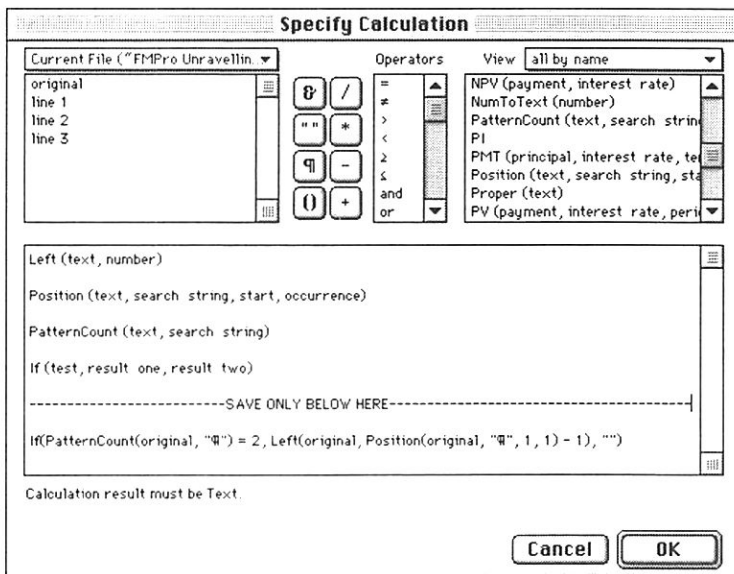 Specify Calculation
Current File ("FMPro Unravellin.
Operators
View
all by name
original
line 1
line 2
line 3
&
/
" "
*
¶
-
()
+
=
≠
>
<
≥
≤
and
or
NPV (payment, interest rate)
NumToText (number)
PatternCount (text, search string
PI
PMT (principal, interest rate, ter
Position (text, search string, sta
Proper (text)
PV (payment, interest rate, perio
Left (text, number)
Position (text, search string, start, occurrence)
PatternCount (text, search string)
If (test, result one, result two)
------------------------SAVE ONLY BELOW HERE-------------------------------------
If(PatternCount(original, "¶") = 2, Left(original, Position(original, "¶", 1, 1) - 1), "")
Calculation result must be Text.
Cancel
OK